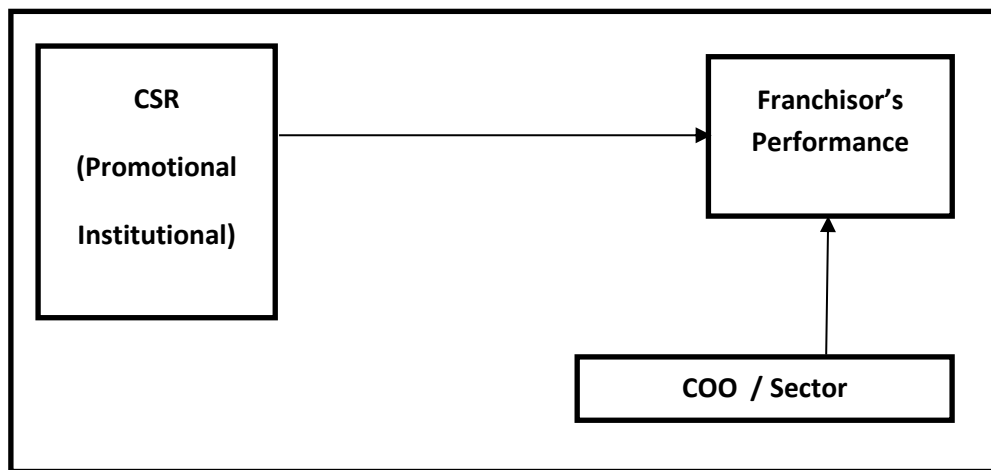 CSR
(Promotional
Institutional)
Franchisor’s
Performance
COO / Sector